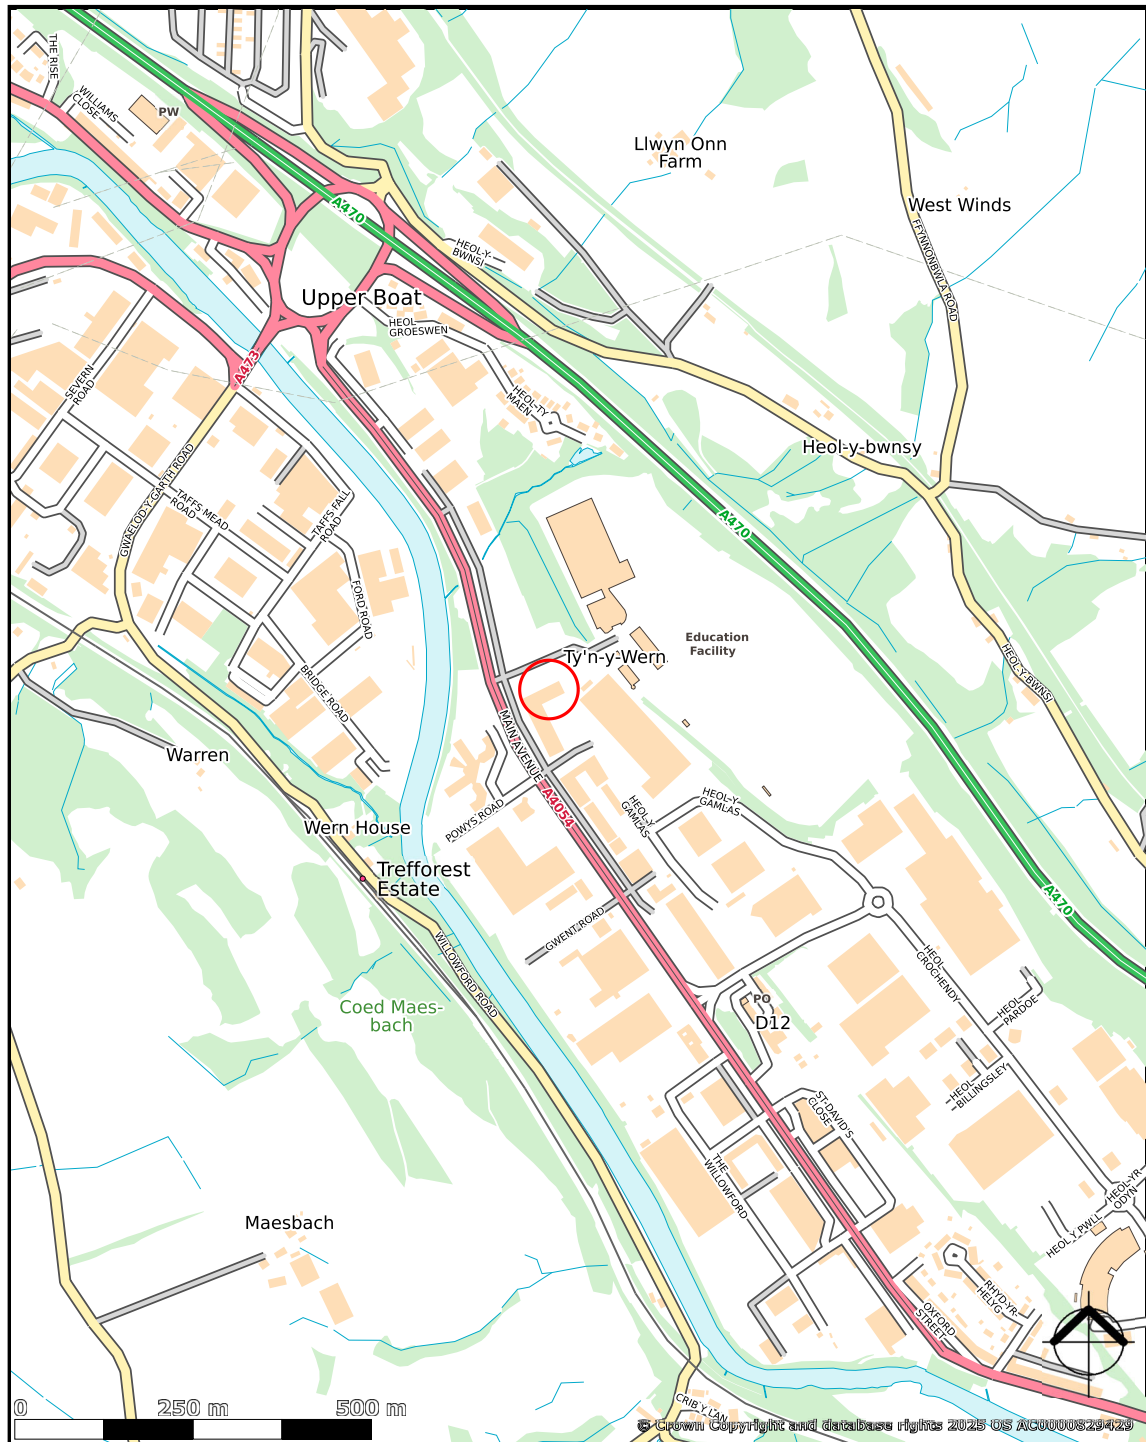 THE RISE
WILLIAMS
CLOSE
PW
Llwyn Onn
Farm
West Winds
A470
FFYNNONBWLA ROAD
HEOL-Y-
BWNSI
Upper Boat
HEOL
GROESWEN
A473
SEVERN
ROAD
HEOL-TY
MAEN
Heol-y-bwnsy
GWAELOD-Y-GARTH ROAD
TAFFS MEAD
ROAD
TAFFS FALL
ROAD
A470
FORD ROAD
Education
Facility
Ty'n-y-Wern
HEOL-Y-BWNSI
BRIDGE ROAD
MAIN AVENUE
Warren
A4054
POWYS ROAD
HEOL-Y
GAMLAS
HEOL-Y
GAMLAS
Wern House
Trefforest
Estate
A470
GWENT ROAD
WILLOWFORD ROAD
HEOL
CROCHENDY
Coed Maes-
bach
PO
D12
HEOL
PARDOE
HEOL
BILLINGSLEY
ST-DAVID'S
CLOSE
THE
WILLOWFORD
HEOL-YR-
ODYN
Maesbach
HEOL Y PWLL
RHYD-YR-
HELYG
OXFORD
STREET
CRIB Y LAN
0
250 m
500 m
© Crown Copyright and database rights 2025 OS AC0000829429